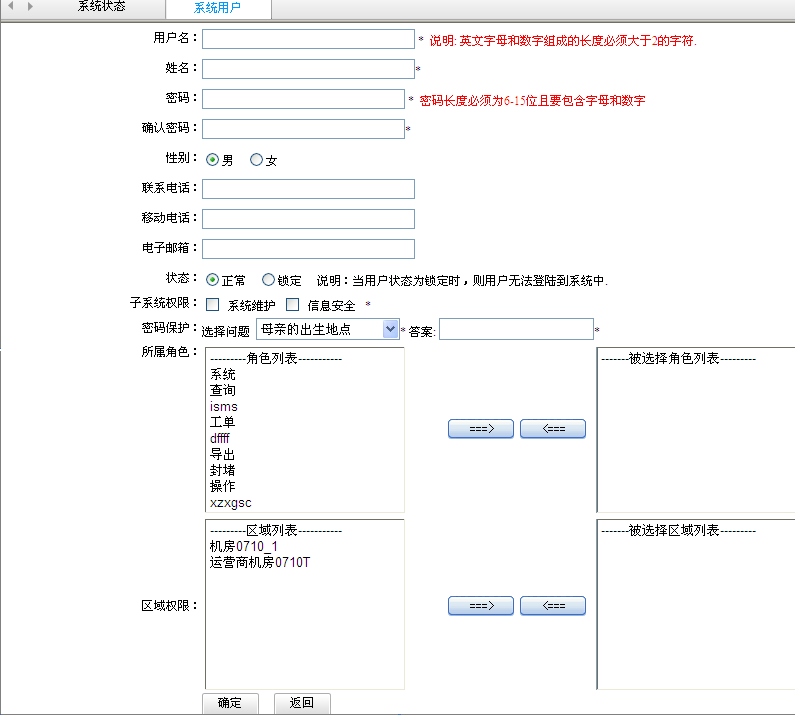 系统状态 系统用户
用户名： * 说明: 英文字母和数字组成的长度必须大于2的字符.
姓名： *
密码： * 密码长度必须为6-15位且要包含字母和数字
确认密码： *
性别： 男 女
联系电话：
移动电话：
电子邮箱：
状态： 正常 锁定 说明：当用户状态为锁定时，则用户无法登陆到系统中.
子系统权限： 系统维护 信息安全 *
密码保护： 选择问题 母亲的出生地点 * 答案: *
所属角色：
---------角色列表-----------
系统
查询
isms
工单
dffff
导出
封堵
操作
xzxgsc
===>
<===
-------被选择角色列表---------
区域权限：
---------区域列表-----------
机房0710_1
运营商机房0710T
===>
<===
-------被选择区域列表---------
确定 返回